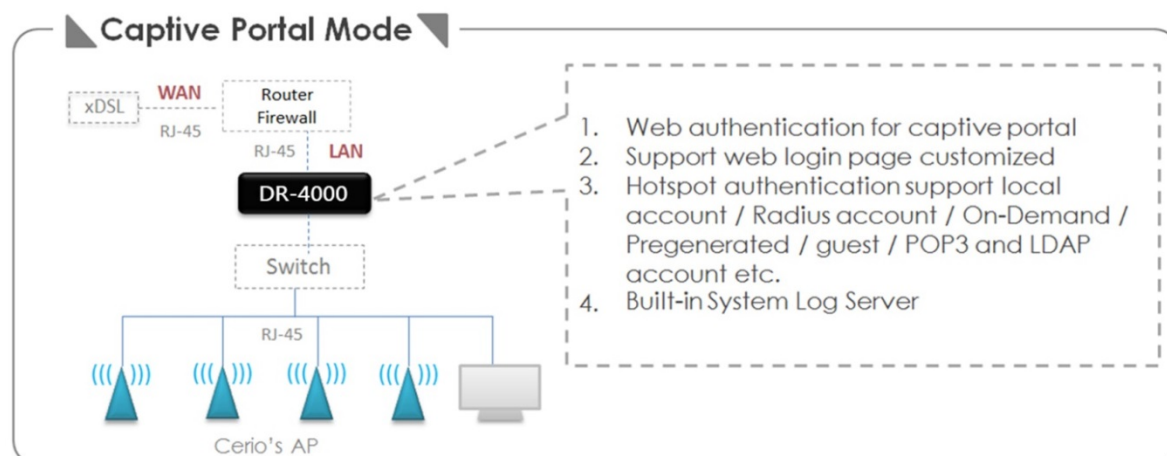 Captive Portal Mode
xDSL
WAN
RJ-45
Router
Firewall
RJ-45
LAN
DR-4000
Switch
RJ-45
Cerio's AP
1. Web authentication for captive portal
2. Support web login page customized
3. Hotspot authentication support local
account / Radius account / On-Demand /
Pregenerated / guest / POP3 and LDAP
account etc.
4. Built-in System Log Server